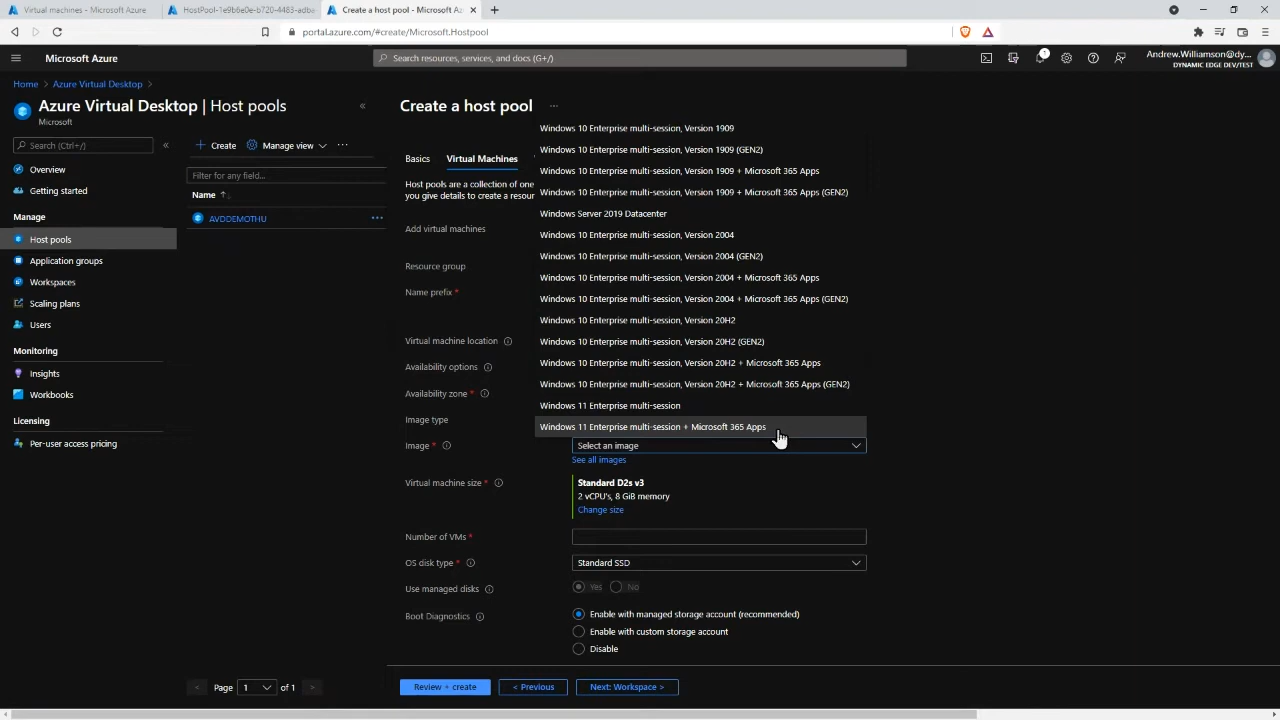 Virtual machines - Microsoft Azure
HostPool-1e9b6e0e-b720-4483-adbe
Create a host pool - Microsoft Az
portal.azure.com/#create/Microsoft.Hostpool
Microsoft Azure
Search resources, services, and docs (G+/)
1
Andrew.Williamson@dy...
DYNAMIC EDGE DEV/TEST
Home > Azure Virtual Desktop >
Azure Virtual Desktop | Host pools
Microsoft
Search (Ctrl+/)
Overview
Getting started
Manage
Host pools
Application groups
Workspaces
Scaling plans
Users
Monitoring
Insights
Workbooks
Licensing
Per-user access pricing
Create
Manage view
Filter for any field...
Name
AVDDEMOTHU
Page 1 of 1
Create a host pool
Basics Virtual Machines
Host pools are a collection of one
you give details to create a resour
Add virtual machines
Resource group
Name prefix *
Virtual machine location
Availability options
Availability zone *
Image type
Image *
Windows 10 Enterprise multi-session, Version 1909
Windows 10 Enterprise multi-session, Version 1909 (GEN2)
Windows 10 Enterprise multi-session, Version 1909 + Microsoft 365 Apps
Windows 10 Enterprise multi-session, Version 1909 + Microsoft 365 Apps (GEN2)
Windows Server 2019 Datacenter
Windows 10 Enterprise multi-session, Version 2004
Windows 10 Enterprise multi-session, Version 2004 (GEN2)
Windows 10 Enterprise multi-session, Version 2004 + Microsoft 365 Apps
Windows 10 Enterprise multi-session, Version 2004 + Microsoft 365 Apps (GEN2)
Windows 10 Enterprise multi-session, Version 20H2
Windows 10 Enterprise multi-session, Version 20H2 (GEN2)
Windows 10 Enterprise multi-session, Version 20H2 + Microsoft 365 Apps
Windows 10 Enterprise multi-session, Version 20H2 + Microsoft 365 Apps (GEN2)
Windows 11 Enterprise multi-session
Windows 11 Enterprise multi-session + Microsoft 365 Apps
Select an image
See all images
Virtual machine size *
Standard D2s v3
2 vCPU's, 8 GiB memory
Change size
Number of VMs *
OS disk type *
Standard SSD
Use managed disks
Yes No
Boot Diagnostics
Enable with managed storage account (recommended)
Enable with custom storage account
Disable
Review + create
< Previous
Next: Workspace >